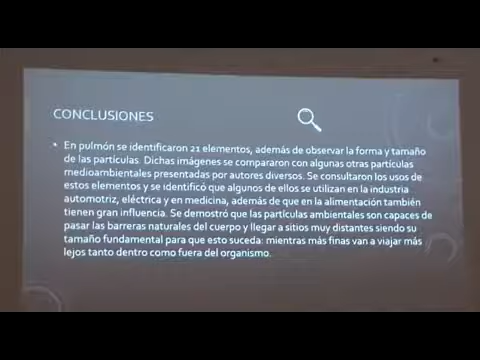 CONCLUSIONES
• En pulmón se identificaron 21 elementos, además de observar la forma y tamaño
de las partículas. Dichas imágenes se compararon con algunas otras partículas
medioambientales presentadas por autores diversos. Se consultaron los usos de
estos elementos y se identificó que algunos de ellos se utilizan en la industria
automotriz, eléctrica y en medicina, además de que en la alimentación también
tienen gran influencia. Se demostró que las partículas ambientales son capaces de
pasar las barreras naturales del cuerpo y llegar a sitios muy distantes siendo su
tamaño fundamental para que esto suceda: mientras más finas van a viajar más
lejos tanto dentro como fuera del organismo.